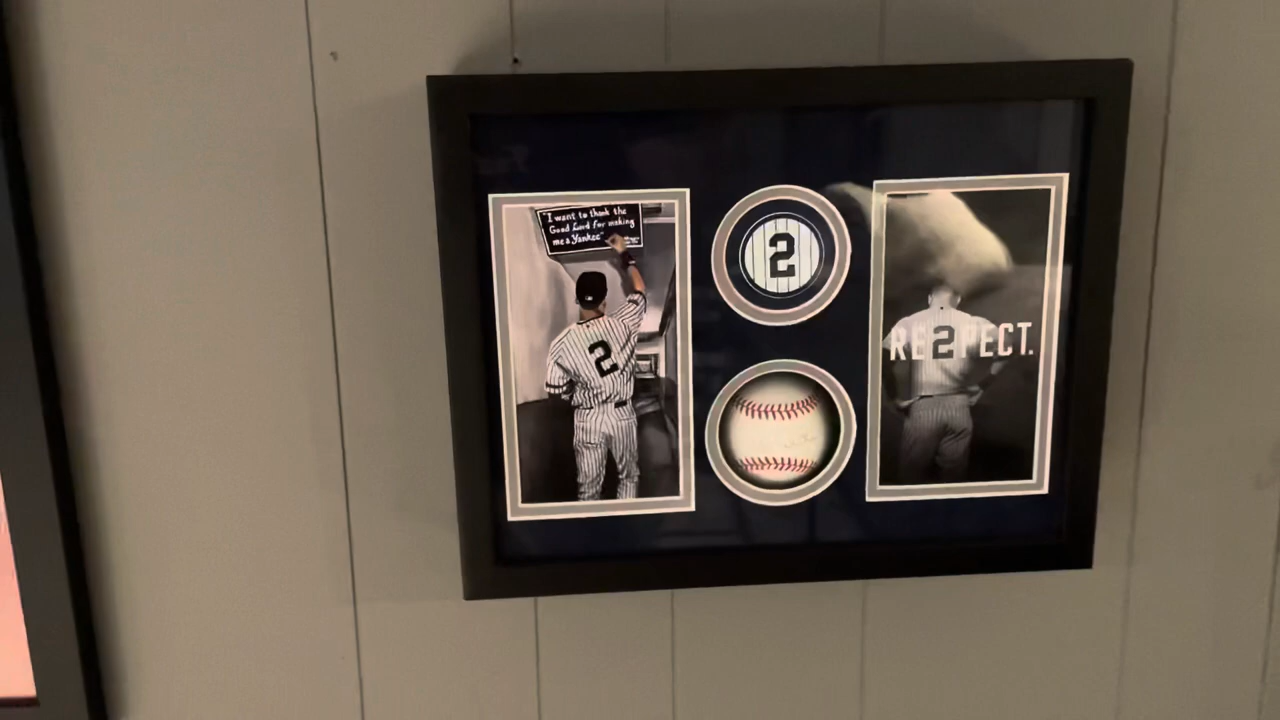 "I want to thank the
Good Lord for making
me a Yankee"
2
2
RE2PECT.